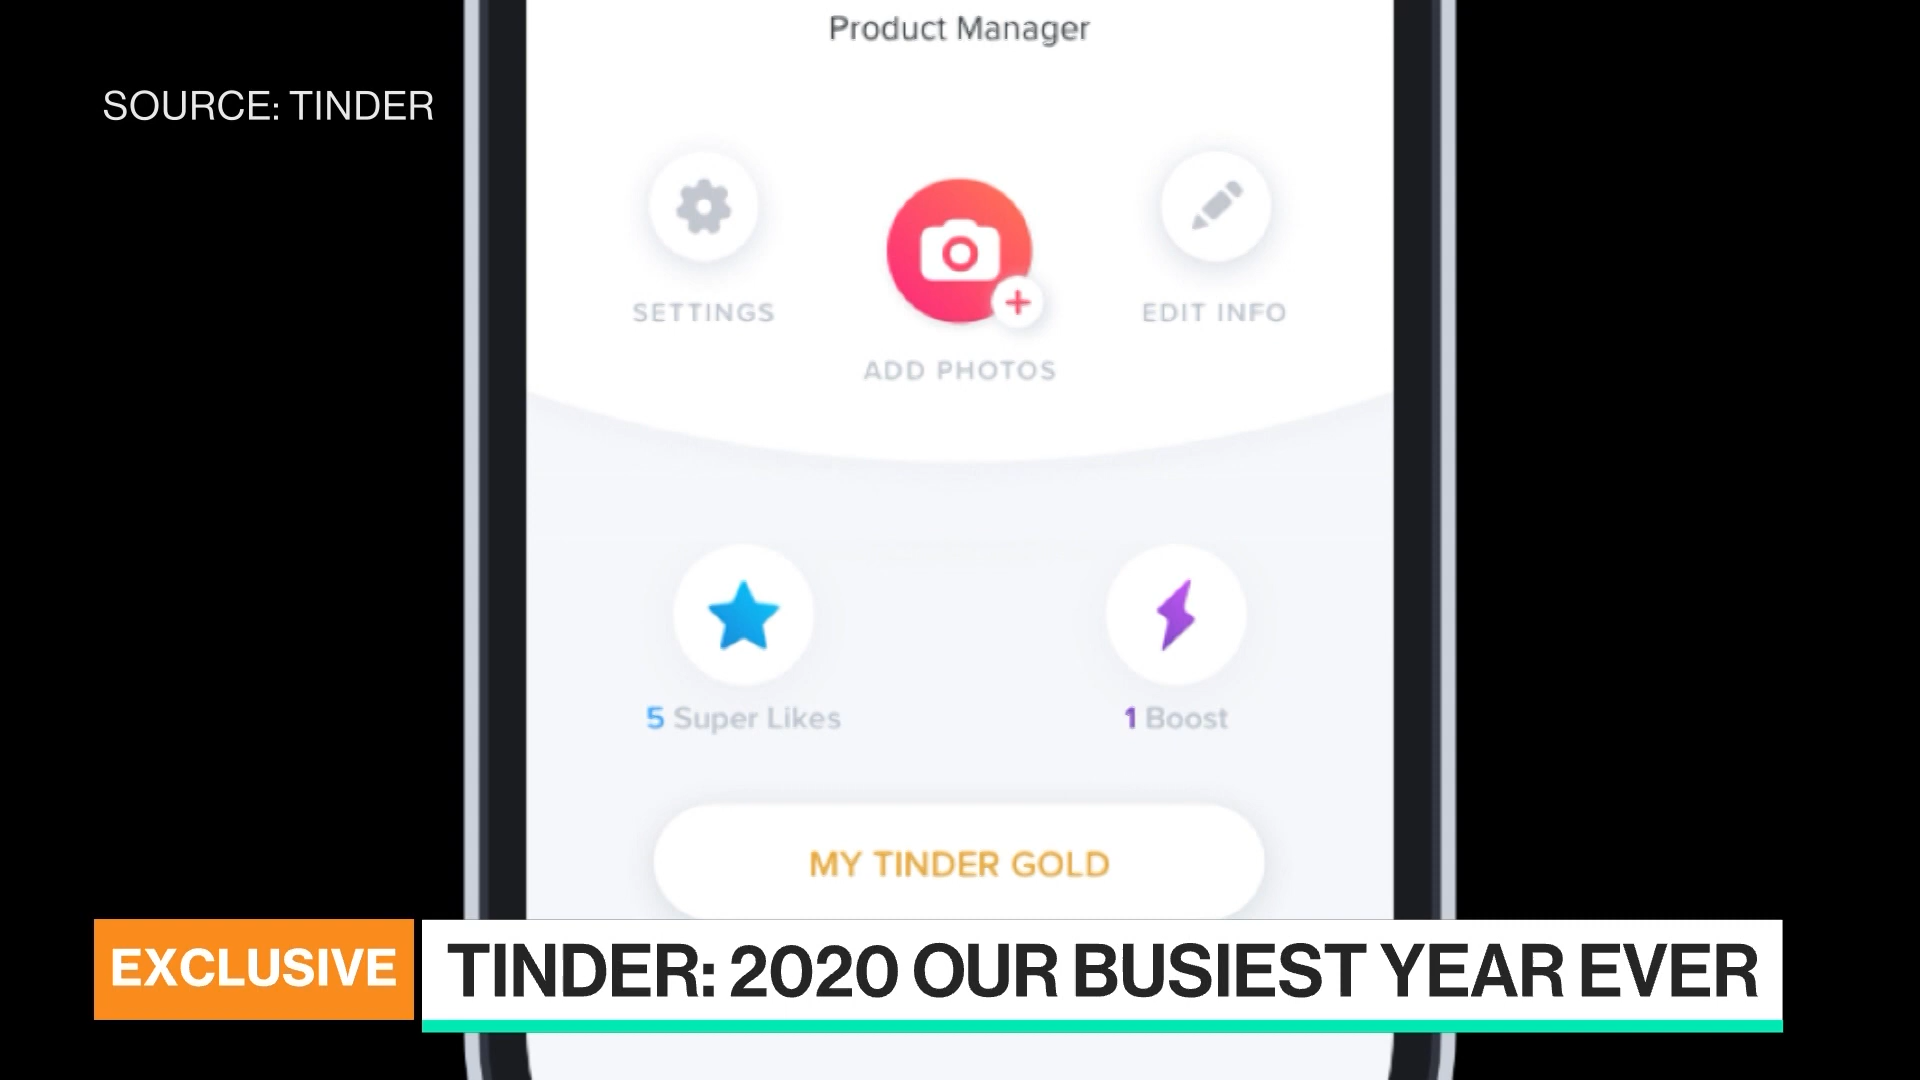 Product Manager
SOURCE: TINDER
SETTINGS
EDIT INFO
ADD PHOTOS
5 Super Likes
1 Boost
MY TINDER GOLD
EXCLUSIVE
TINDER: 2020 OUR BUSIEST YEAR EVER